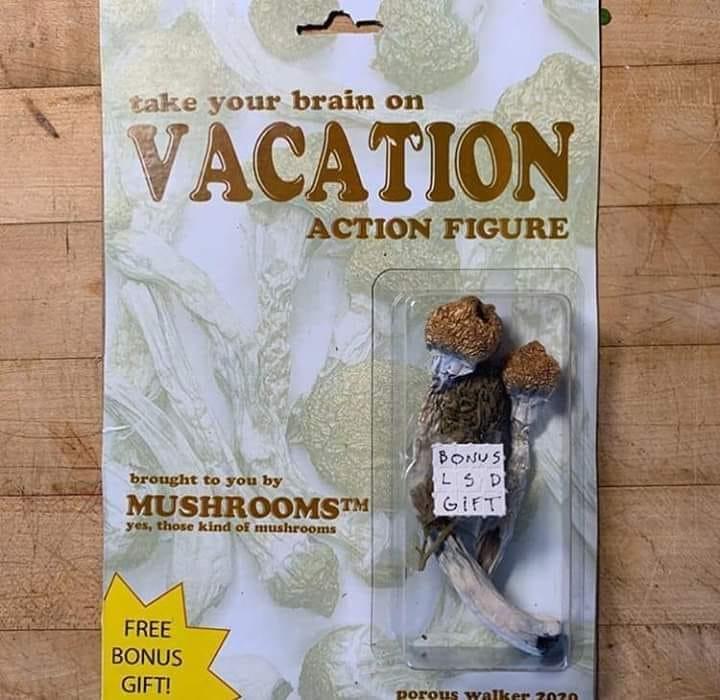 take your brain on
VACATION
ACTION FIGURE
BONUS
LSD
GIFT
brought to you by
MUSHROOMS™
yes, those kind of mushrooms
FREE
BONUS
GIFT!
porous walker 2020